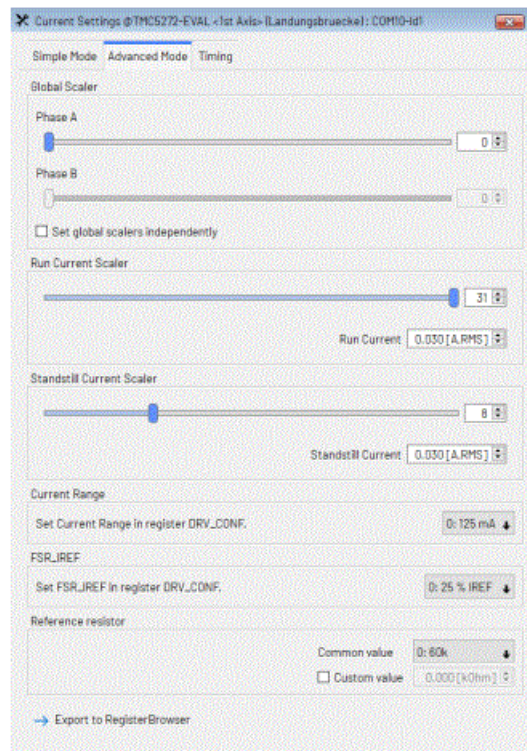 Current Settings @TMC5272-EVAL <1st Axis> (Landungsbruecke) : COM10-Id1
Simple Mode Advanced Mode Timing
Global Scaler
Phase A
0
Phase B
0
Set global scalers independently
Run Current Scaler
31
Run Current 0.030 [A.RMS]
Standstill Current Scaler
8
Standstill Current 0.030 [A.RMS]
Current Range
Set Current Range in register DRV_CONF. 0: 125 mA
FSR_IREF
Set FSR_IREF in register DRV_CONF. 0: 25 % IREF
Reference resistor
Common value 0: 60k
Custom value 0.000 [kOhm]
Export to RegisterBrowser